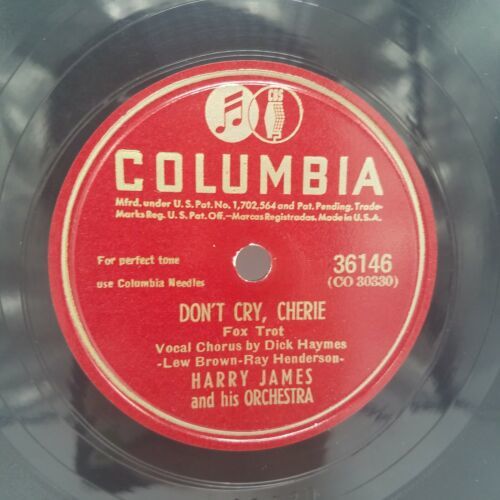 CBS
COLUMBIA
Mfrd. under U.S. Pat. No. 1,702,564 and Pat. Pending. Trade-
Marks Reg. U.S. Pat. Off.-Marcas Registradas. Made in U.S.A.
For perfect tone
use Columbia Needles
36146
(CO 30330)
DON'T CRY, CHERIE
Fox Trot
Vocal Chorus by Dick Haymes
-Lew Brown-Ray Henderson-
HARRY JAMES
and his ORCHESTRA